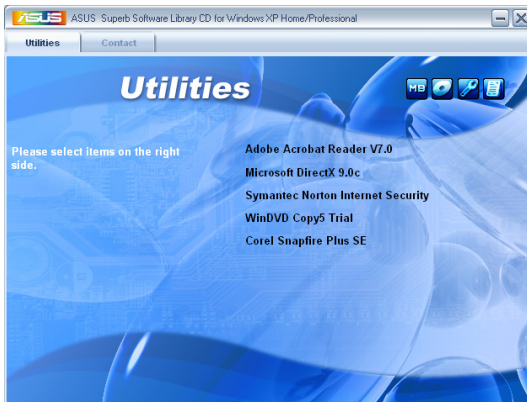 ASUS ASUS Superb Software Library CD for Windows XP Home/Professional
Utilities Contact
Utilities
MB
Please select items on the right
side.
Adobe Acrobat Reader V7.0
Microsoft DirectX 9.0c
Symantec Norton Internet Security
WinDVD Copy5 Trial
Corel Snapfire Plus SE